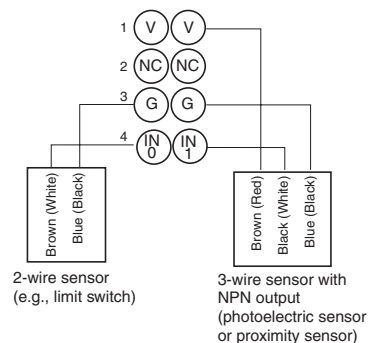 1 V V
2 NC NC
3 G G
4 IN 0 IN 1
Brown (White)
Blue (Black)
Brown (Red)
Black (White)
Blue (Black)
2-wire sensor
(e.g., limit switch)
3-wire sensor with
NPN output
(photoelectric sensor
or proximity sensor)